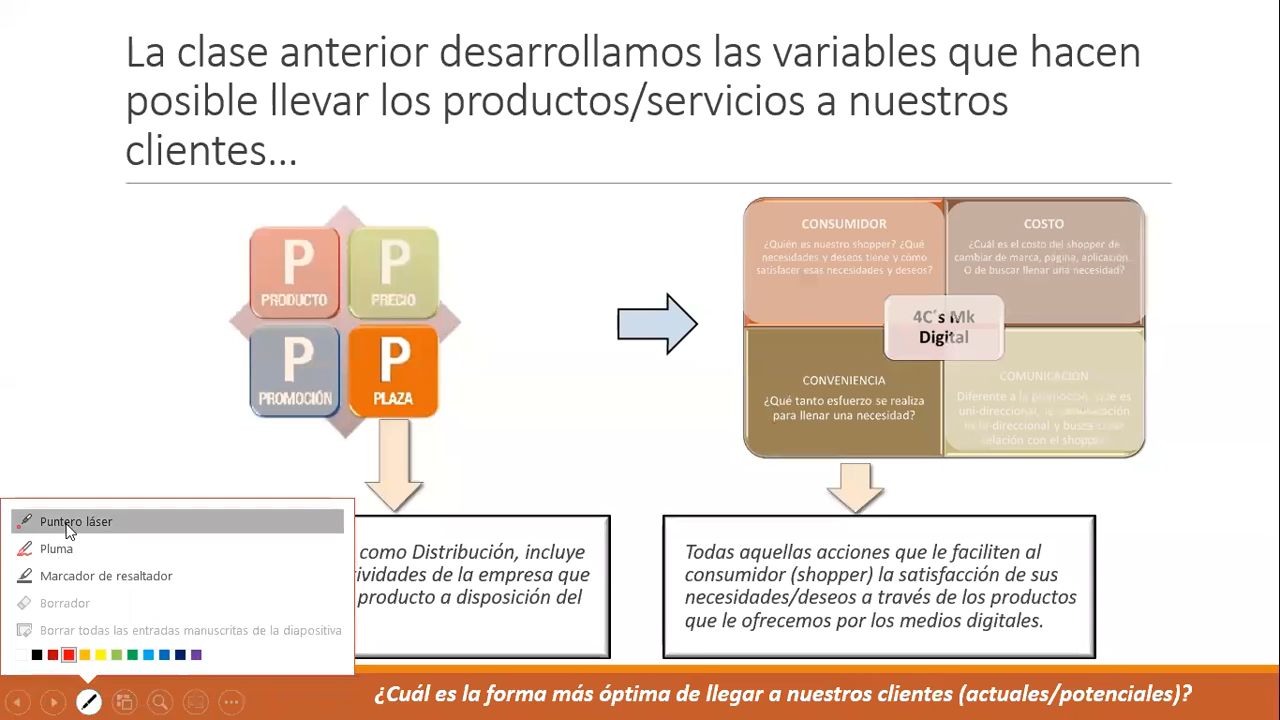 La clase anterior desarrollamos las variables que hacen
posible llevar los productos/servicios a nuestros
clientes...
P
PRODUCTO
P
PRECIO
P
PROMOCIÓN
P
PLAZA
CONSUMIDOR
¿Quién es nuestro shopper? ¿Qué
necesidades y deseos tiene y cómo
satisfacer esas necesidades y deseos?
COSTO
¿Cuál es el costo del shopper de
cambiar de marca, página, aplicación.
O de buscar llenar una necesidad?
4C´s Mk
Digital
CONVENIENCIA
¿Qué tanto esfuerzo se realiza
para llenar una necesidad?
COMUNICACIÓN
Diferente a la promoción, que es
uni-direccional, la comunicación
es bi-direccional y busca crear
relación con el shopper
como Distribución, incluye
ividades de la empresa que
producto a disposición del
Todas aquellas acciones que le faciliten al
consumidor (shopper) la satisfacción de sus
necesidades/deseos a través de los productos
que le ofrecemos por los medios digitales.
Puntero láser
Pluma
Marcador de resaltador
Borrador
Borrar todas las entradas manuscritas de la diapositiva
¿Cuál es la forma más óptima de llegar a nuestros clientes (actuales/potenciales)?